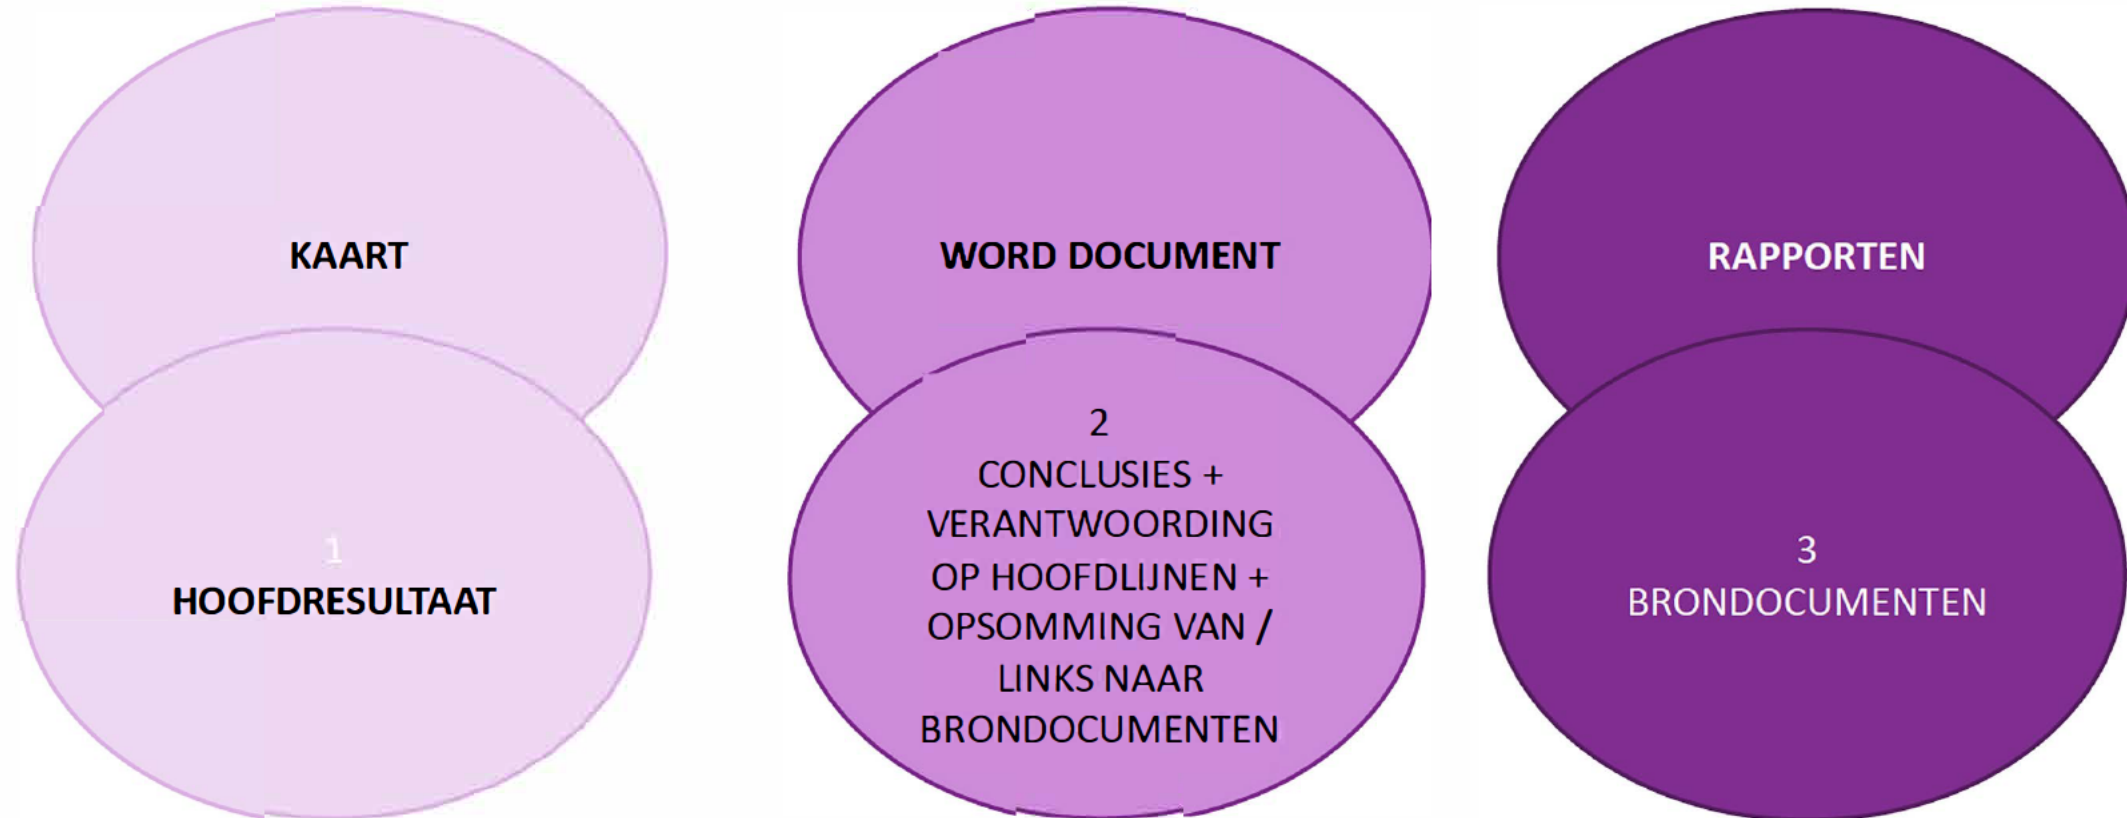 KAART
1
HOOFDRESULTAAT
WORD DOCUMENT
2
CONCLUSIES +
VERANTWOORDING
OP HOOFDLIJNEN +
OPSOMMING VAN /
LINKS NAAR
BRONDOCUMENTEN
RAPPORTEN
3
BRONDOCUMENTEN